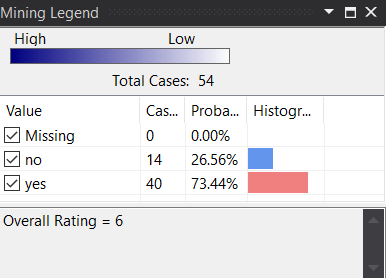 Mining Legend
High Low
Total Cases: 54
Value Cas... Proba... Histogr...
Missing 0 0.00%
no 14 26.56%
yes 40 73.44%
Overall Rating = 6